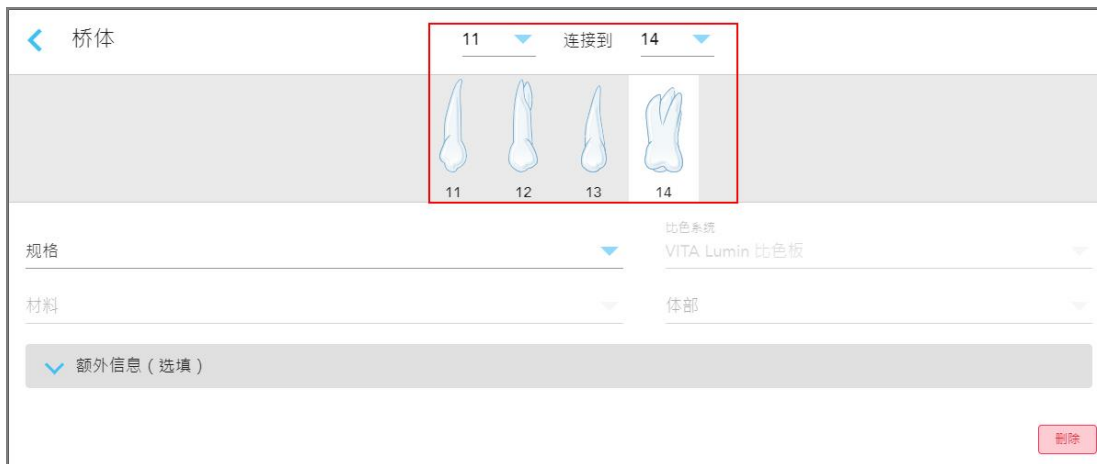 桥体 11 连接到 14
11 12 13 14
规格
比色系统
VITA Lumin 比色板
材料
体部
额外信息（选填）
删除